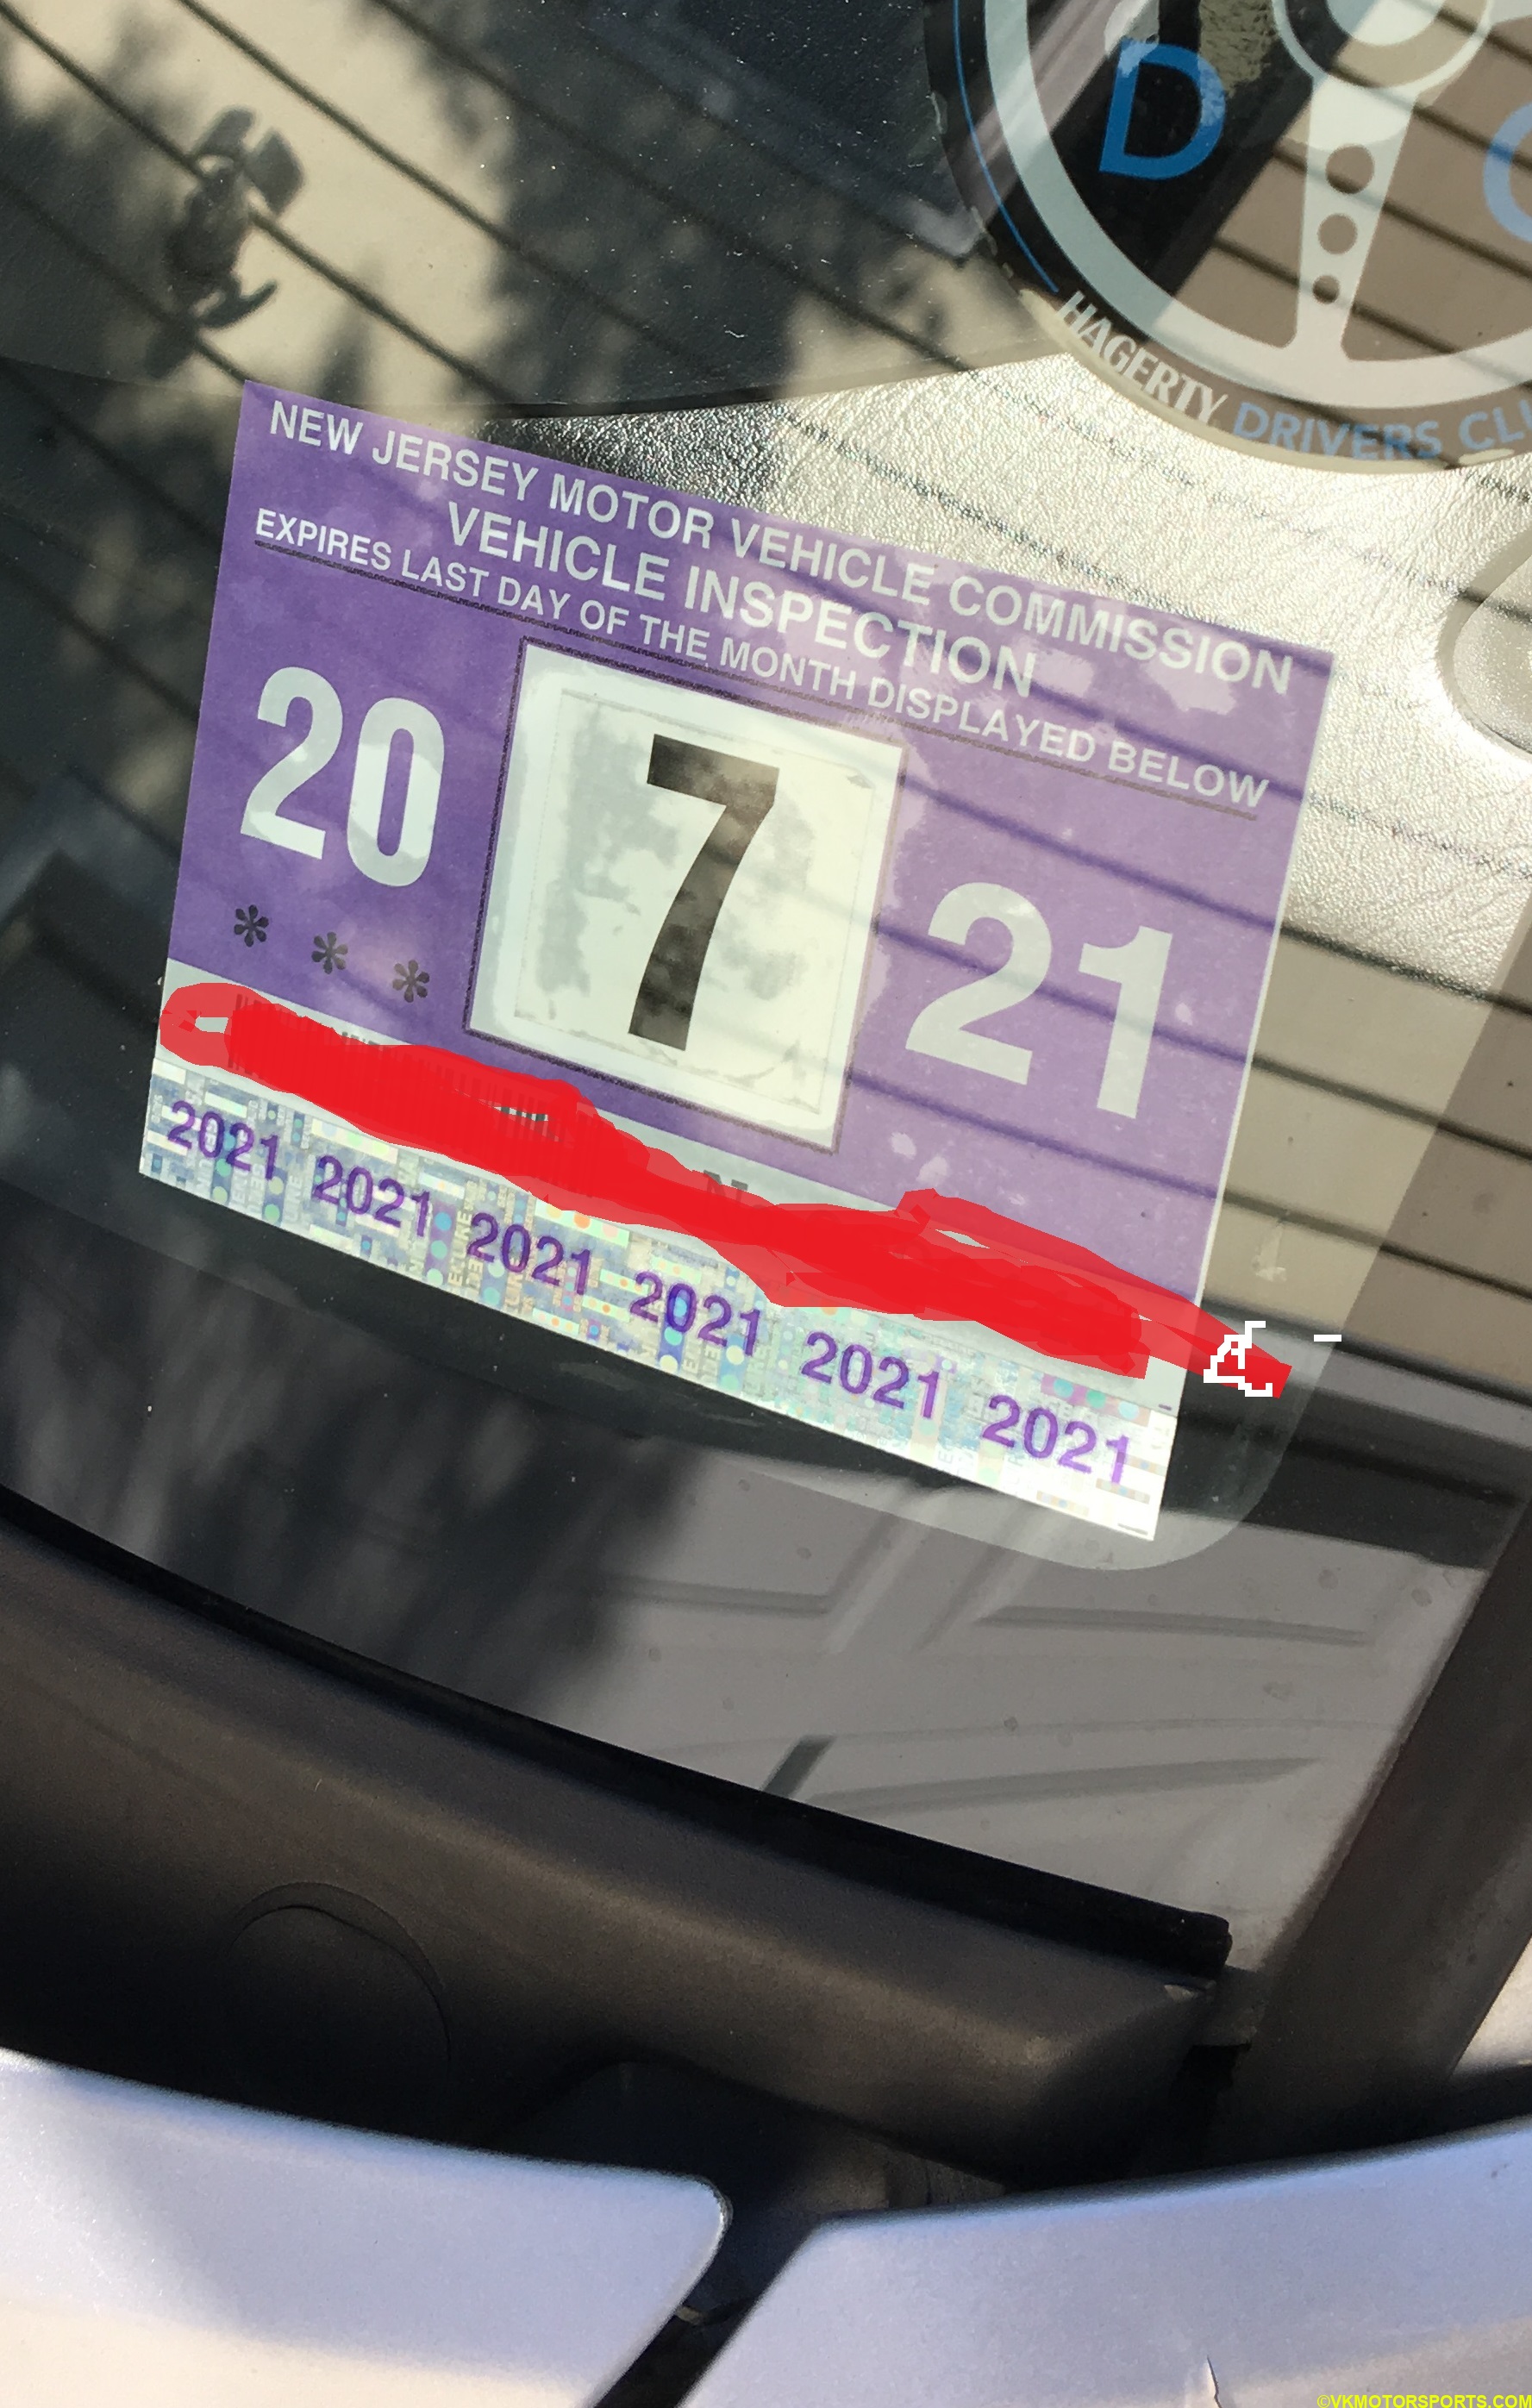 D
HAGERTY DRIVERS
NEW JERSEY MOTOR VEHICLE COMMISSION
VEHICLE INSPECTION
EXPIRES LAST DAY OF THE MONTH DISPLAYED BELOW
20 7 21
* * *
2021 2021 2021 2021 2021 2021
©VKMOTORSPORTS.COM